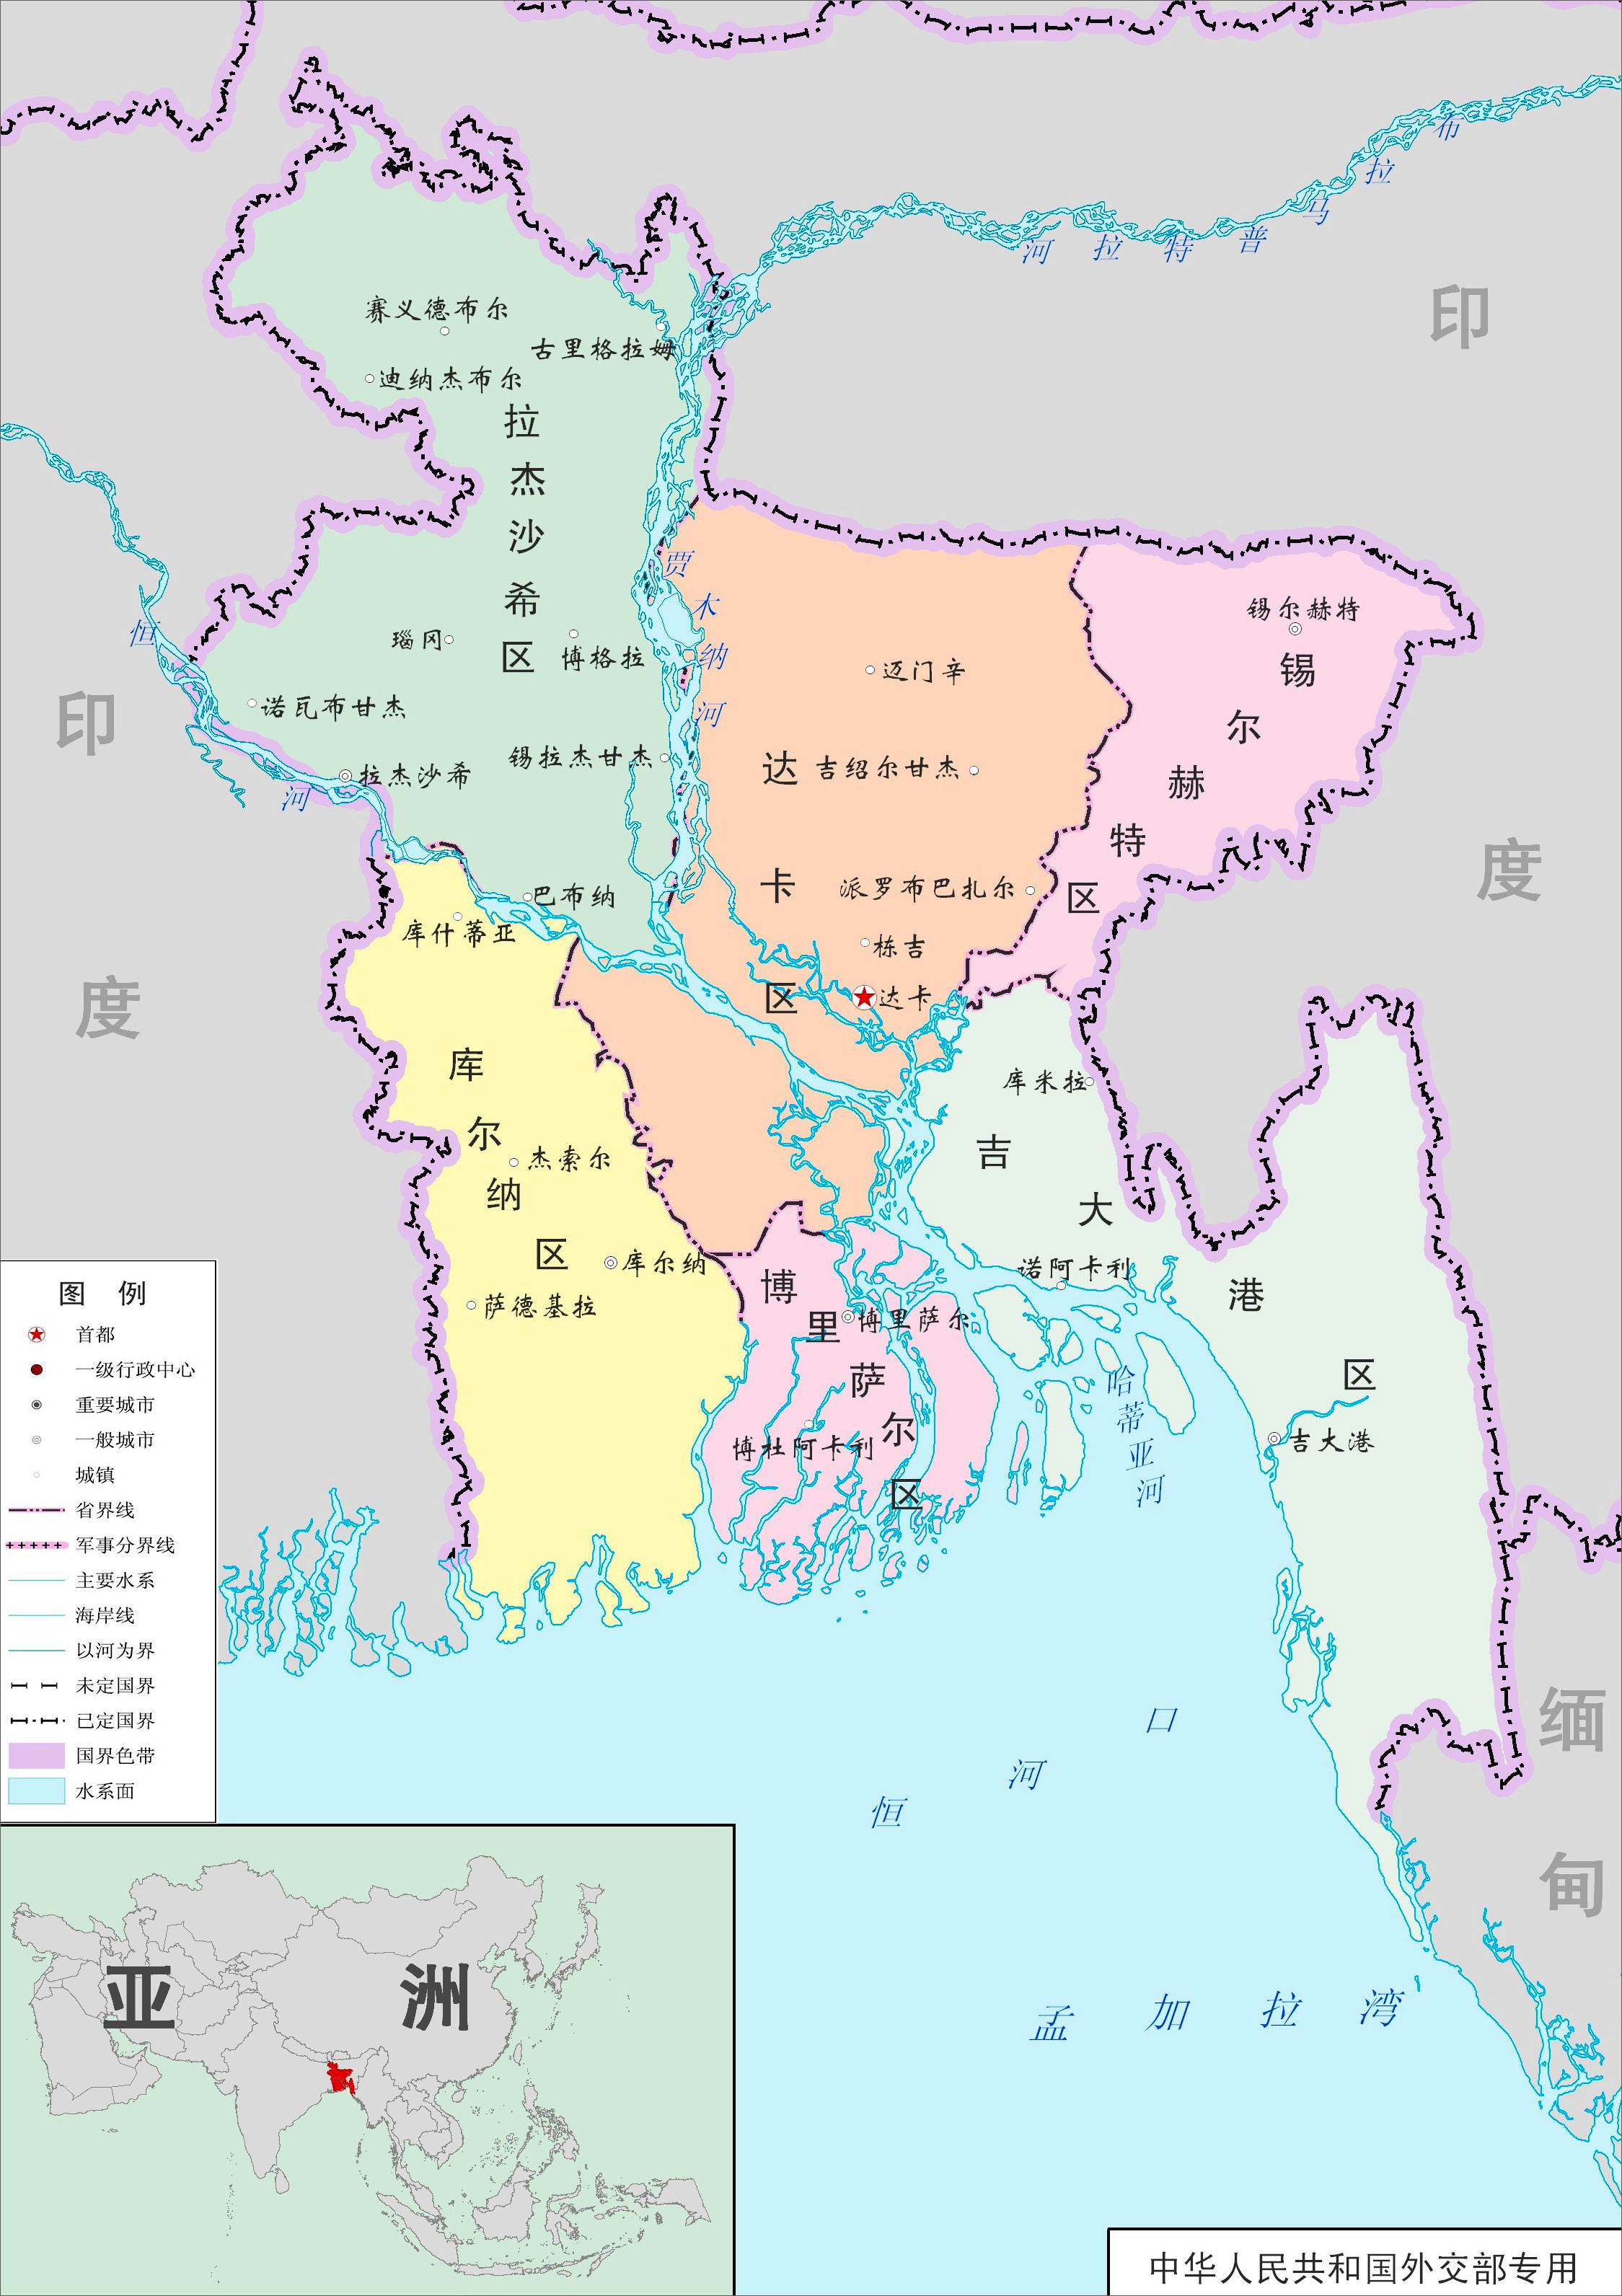 布拉马普特拉河
印
赛义德布尔
古里格拉姆
迪纳杰布尔
拉杰沙希区
贾木纳河
锡尔赫特
恒河
瑙冈
博格拉
迈门辛
锡尔赫特区
印
诺瓦布甘杰
锡拉杰甘杰
拉杰沙希
达卡区
吉绍尔甘杰
度
巴布纳
派罗布巴扎尔
库什蒂亚
栋吉
达卡
度
库尔纳区
库米拉
杰索尔
吉大港区
库尔纳
诺阿卡利
萨德基拉
博里萨尔区
博里萨尔
哈蒂亚河
博杜阿卡利
吉大港
图 例
首都
一级行政中心
重要城市
一般城市
城镇
省界线
军事分界线
主要水系
海岸线
以河为界
未定国界
已定国界
国界色带
水系面
恒河口
缅甸
孟加拉湾
亚洲
中华人民共和国外交部专用